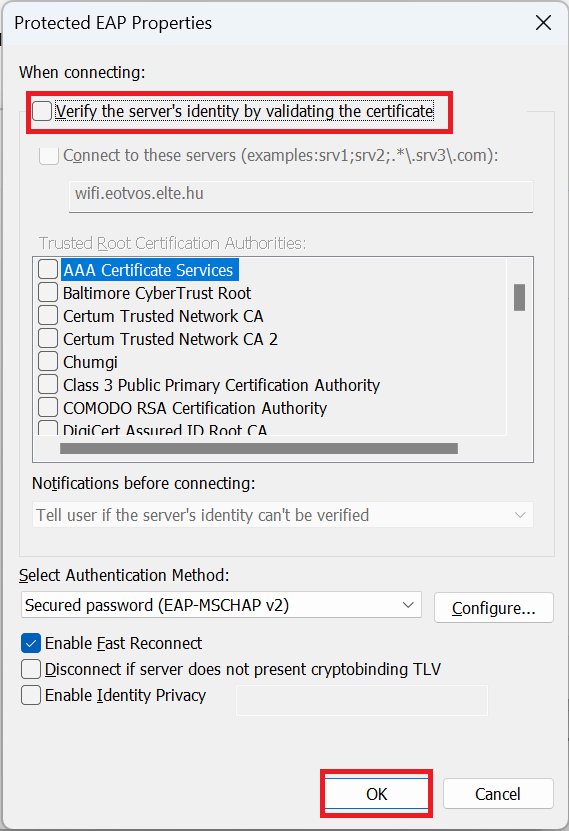 Protected EAP Properties
When connecting:
Verify the server's identity by validating the certificate
Connect to these servers (examples:srv1;srv2;.*\.srv3\.com):
wifi.eotvos.elte.hu
Trusted Root Certification Authorities:
AAA Certificate Services
Baltimore CyberTrust Root
Certum Trusted Network CA
Certum Trusted Network CA 2
Chumgi
Class 3 Public Primary Certification Authority
COMODO RSA Certification Authority
DigiCert Assured ID Root CA
Notifications before connecting:
Tell user if the server's identity can't be verified
Select Authentication Method:
Secured password (EAP-MSCHAP v2)
Configure...
Enable Fast Reconnect
Disconnect if server does not present cryptobinding TLV
Enable Identity Privacy
OK
Cancel